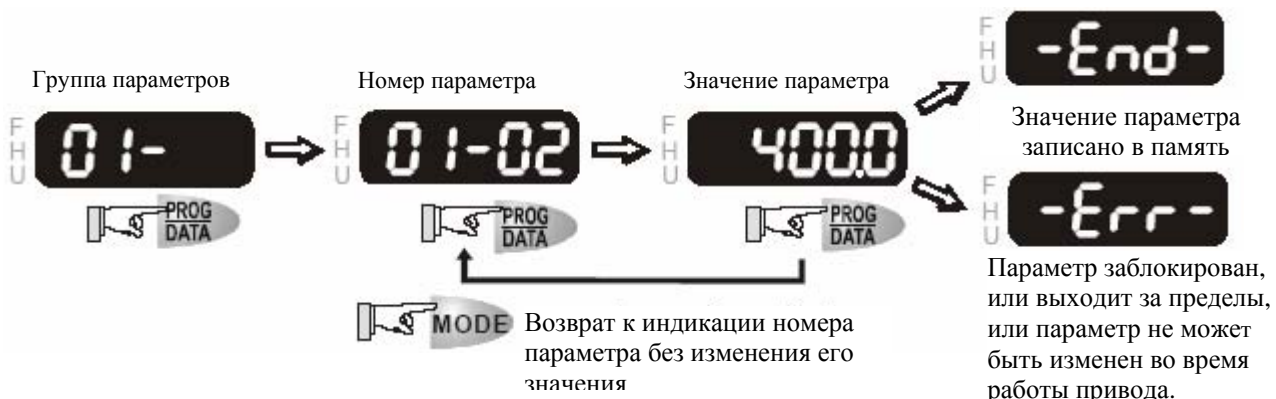 Группа параметров
F
H
U
01-
PROG
DATA
Номер параметра
F
H
U
01-02
PROG
DATA
Значение параметра
F
H
U
400.0
PROG
DATA
F
H
U
-End-
Значение параметра
записано в память
F
H
U
-Err-
Параметр заблокирован,
или выходит за пределы,
или параметр не может
быть изменен во время
работы привода.
MODE
Возврат к индикации номера
параметра без изменения его
значения